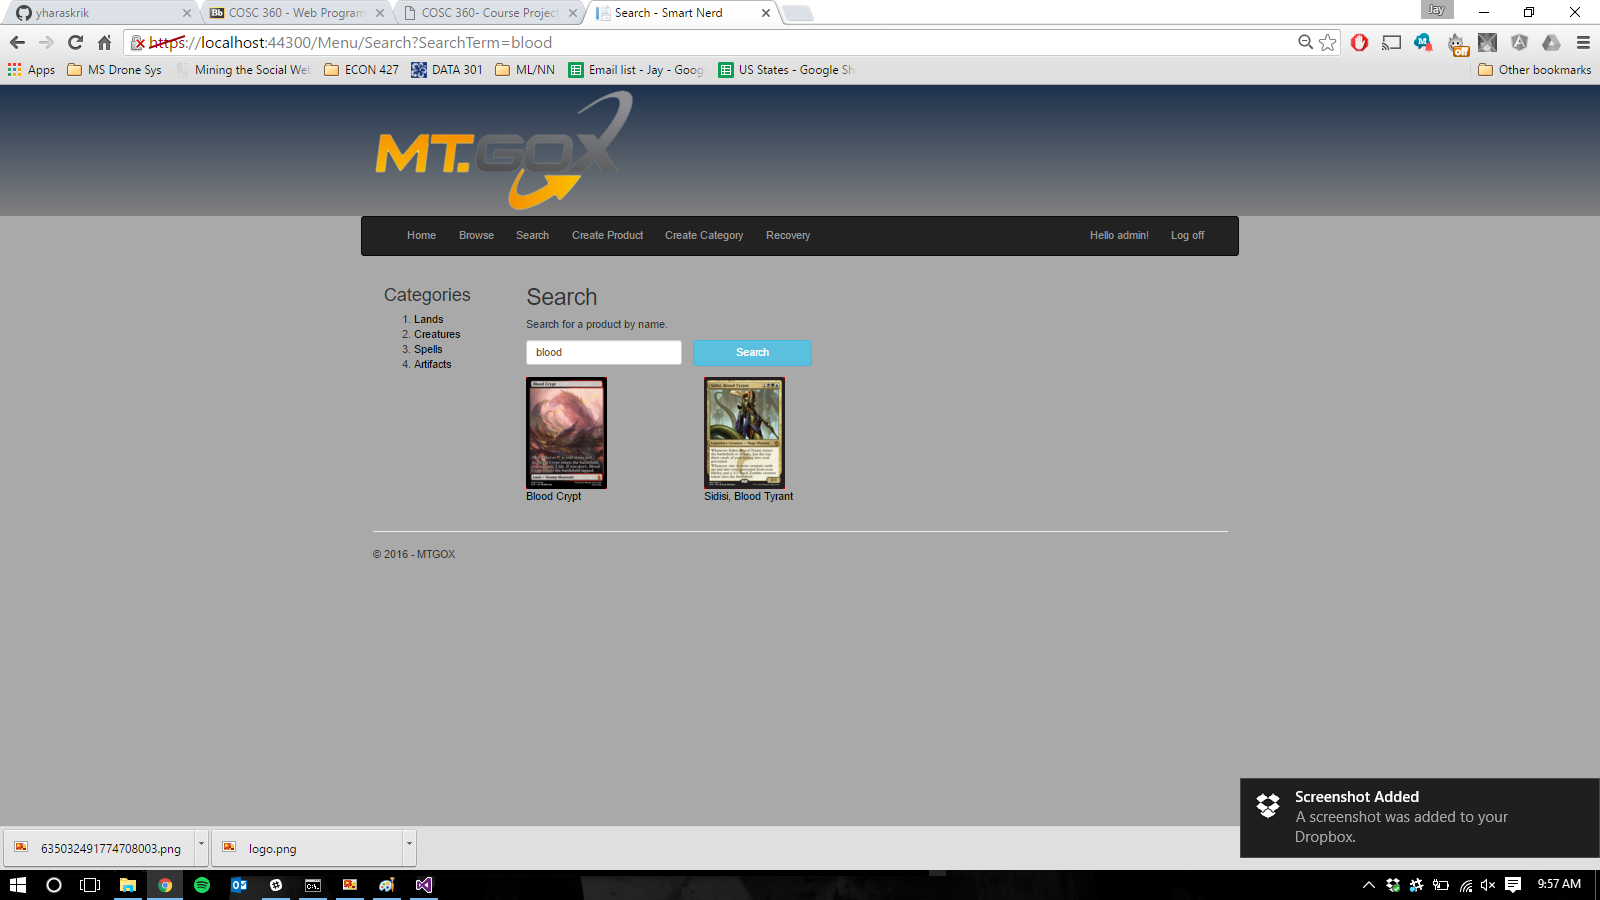 yharaskrik
COSC 360 - Web Program
COSC 360- Course Project
Search - Smart Nerd
Jay
https://localhost:44300/Menu/Search?SearchTerm=blood
Apps
MS Drone Sys
Mining the Social We
ECON 427
DATA 301
ML/NN
Email list - Jay - Goog
US States - Google Sh
Other bookmarks
MT.GOX
Home
Browse
Search
Create Product
Create Category
Recovery
Hello admin!
Log off
Categories
1. Lands
2. Creatures
3. Spells
4. Artifacts
Search
Search for a product by name.
blood
Search
Blood Crypt
Sidisi, Blood Tyrant
Blood Crypt
Sidisi, Blood Tyrant
© 2016 - MTGOX
Screenshot Added
A screenshot was added to your
Dropbox.
635032491774708003.png
logo.png
9:57 AM